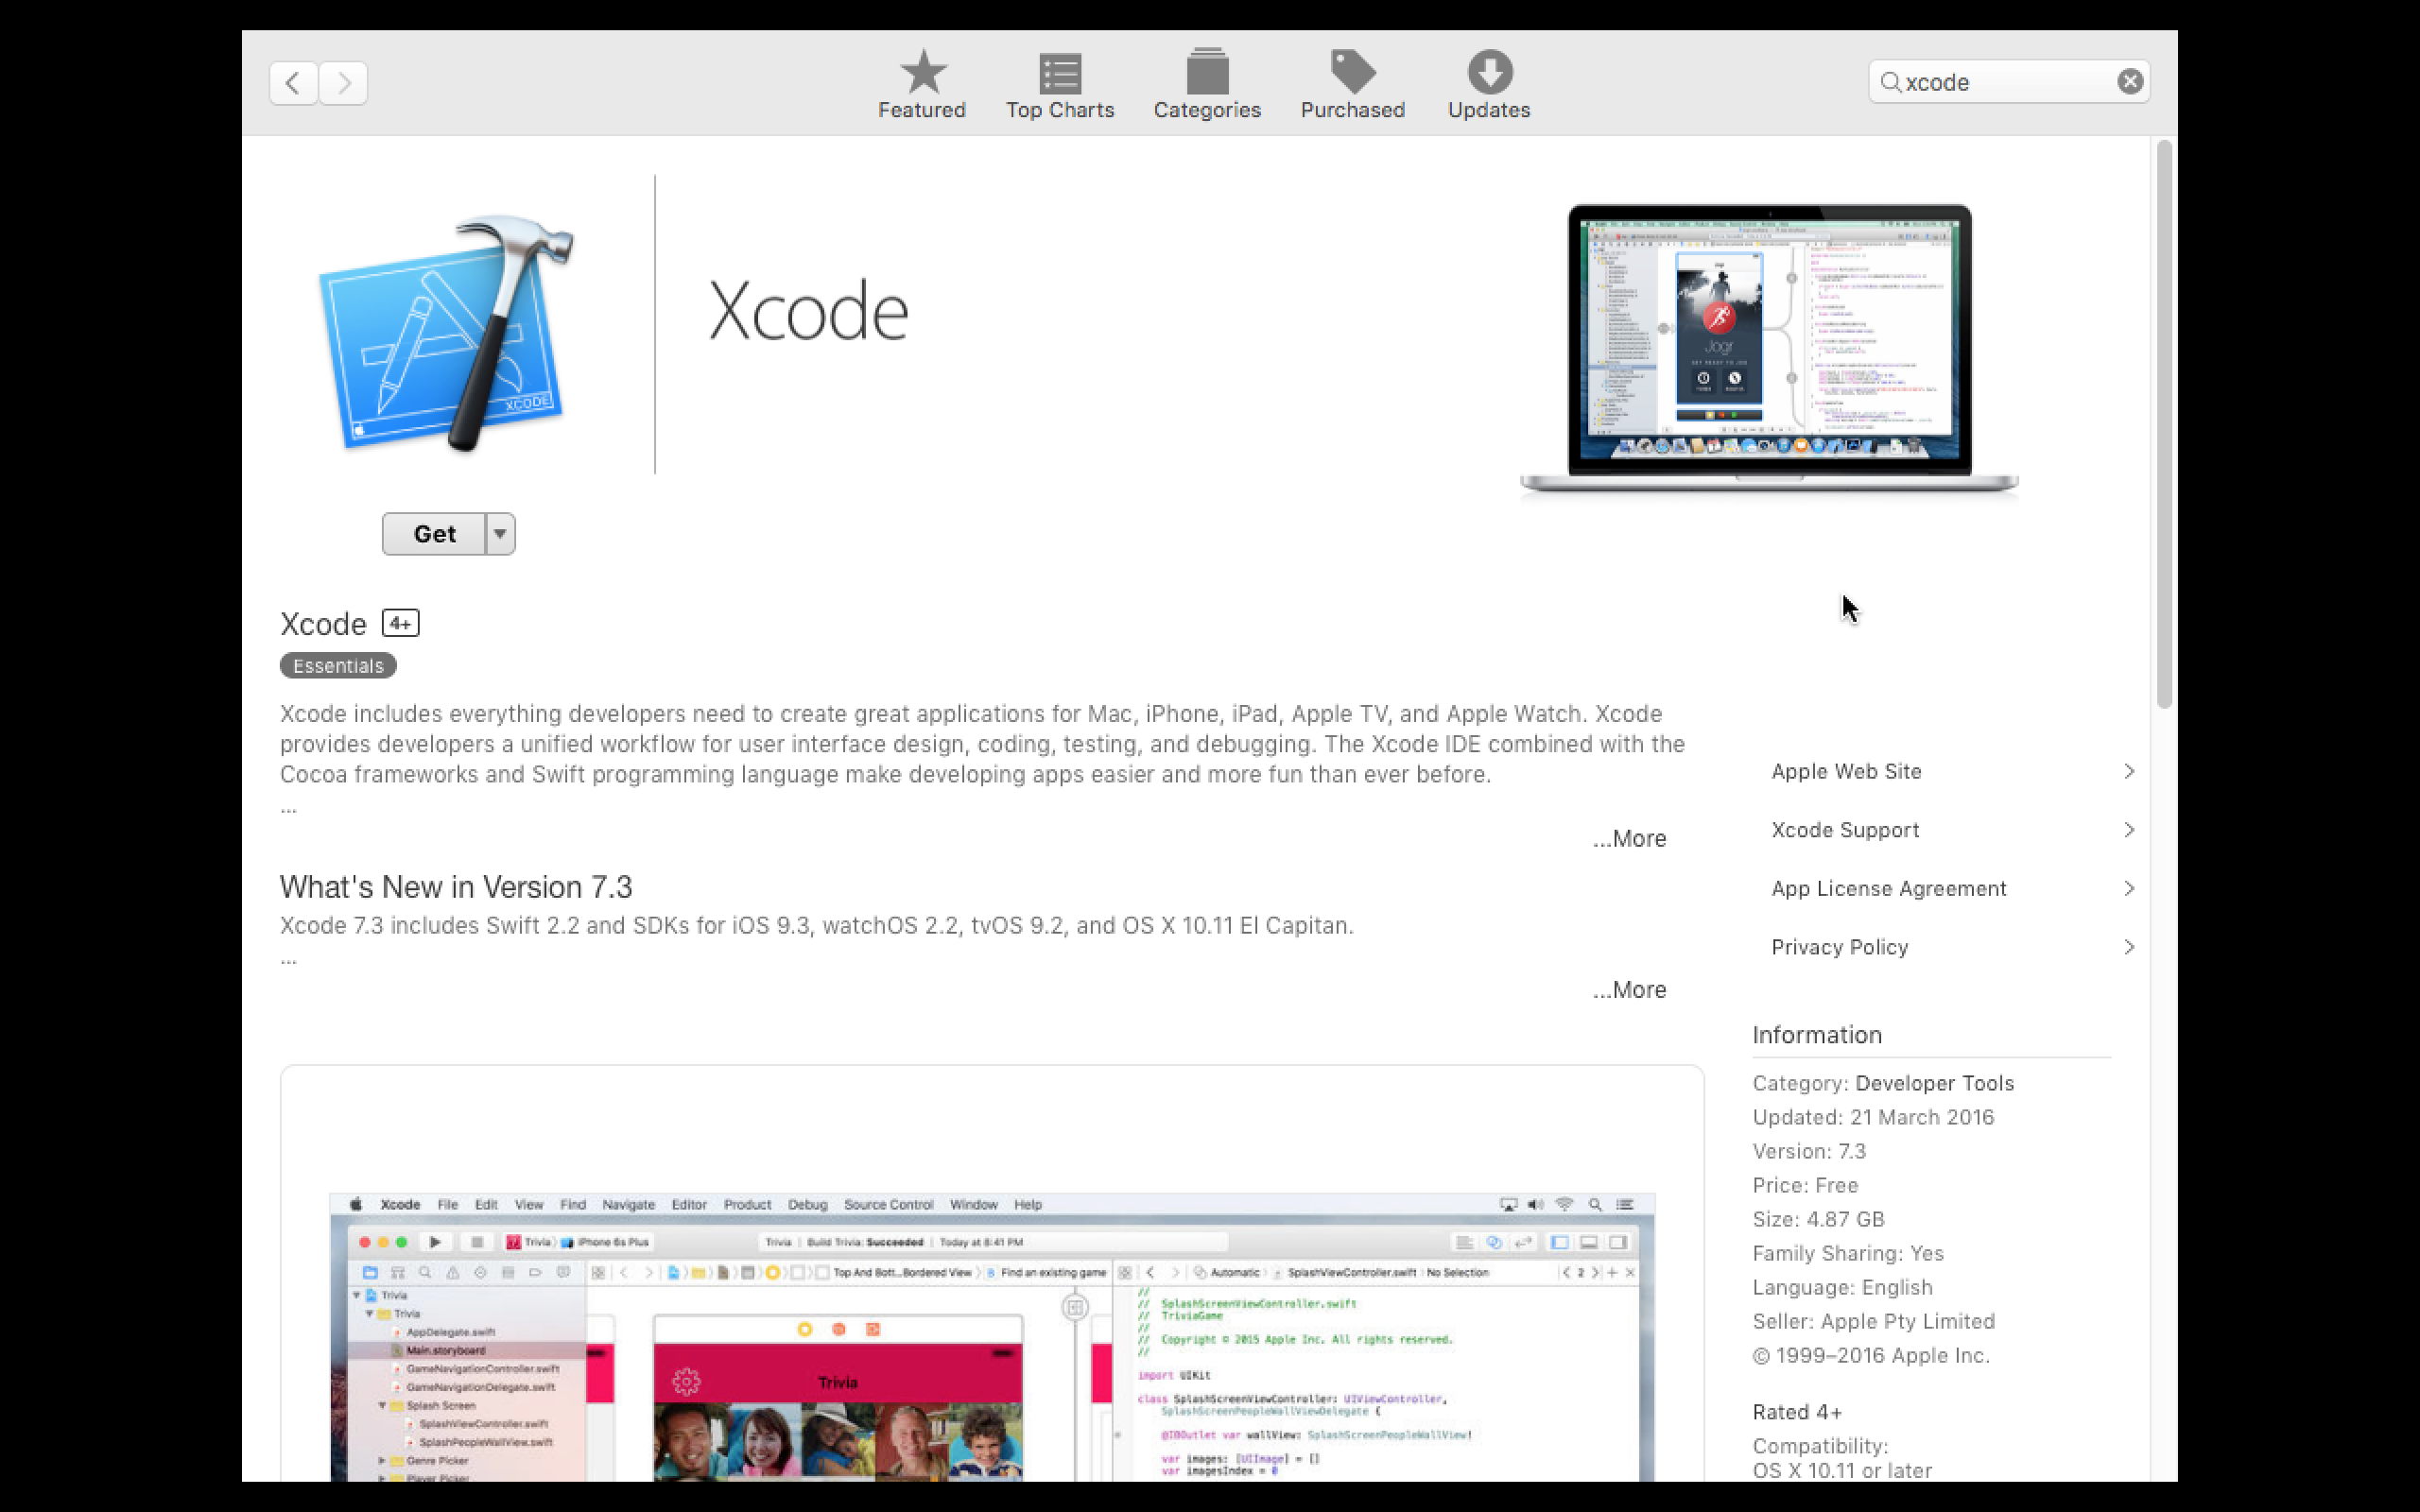 Featured
Top Charts
Categories
Purchased
Updates
xcode
XCODE
Xcode
Jogr
Get
Xcode 4+
Essentials
Xcode includes everything developers need to create great applications for Mac, iPhone, iPad, Apple TV, and Apple Watch. Xcode
provides developers a unified workflow for user interface design, coding, testing, and debugging. The Xcode IDE combined with the
Cocoa frameworks and Swift programming language make developing apps easier and more fun than ever before.
...
...More
What's New in Version 7.3
Xcode 7.3 includes Swift 2.2 and SDKs for iOS 9.3, watchOS 2.2, tvOS 9.2, and OS X 10.11 El Capitan.
...
...More
Apple Web Site
Xcode Support
App License Agreement
Privacy Policy
Information
Category: Developer Tools
Updated: 21 March 2016
Version: 7.3
Price: Free
Size: 4.87 GB
Family Sharing: Yes
Language: English
Seller: Apple Pty Limited
© 1999–2016 Apple Inc.
Rated 4+
Compatibility:
OS X 10.11 or later
Xcode File Edit View Find Navigate Editor Product Debug Source Control Window Help
Trivia iPhone 6s Plus
Trivia | Build Trivia: Succeeded | Today at 8:41 PM
Top And Bott...Bordered View Find an existing game
Automatic SplashViewController.swift No Selection
2
Trivia
Trivia
AppDelegate.swift
Main.storyboard
GameNavigationController.swift
GameNavigationDelegate.swift
Splash Screen
SplashViewController.swift
SplashPeopleWallView.swift
Genre Picker
Player Picker
Trivia
//
// SplashScreenViewController.swift
// TriviaGame
//
// Copyright © 2015 Apple Inc. All rights reserved.
//
import UIKit
class SplashScreenViewController: UIViewController,
SplashScreenPeopleWallViewDelegate {
@IBOutlet var wallView: SplashScreenPeopleWallView!
var images: [UIImage] = []
var imagesIndex = 0